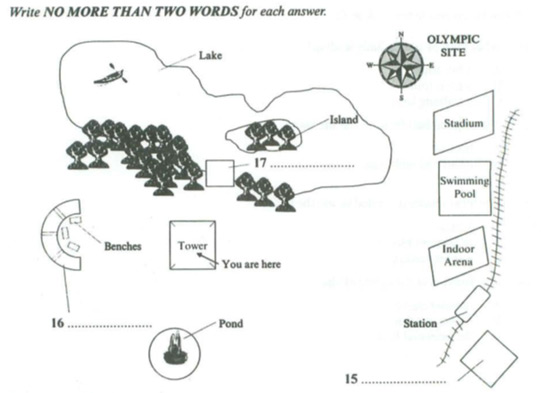 Write NO MORE THAN TWO WORDS for each answer.
Lake
N
W
E
S
OLYMPIC
SITE
Island
Stadium
17 ........................
Swimming
Pool
Benches
Tower
You are here
Indoor
Arena
16 ......................
Pond
Station
15 ......................